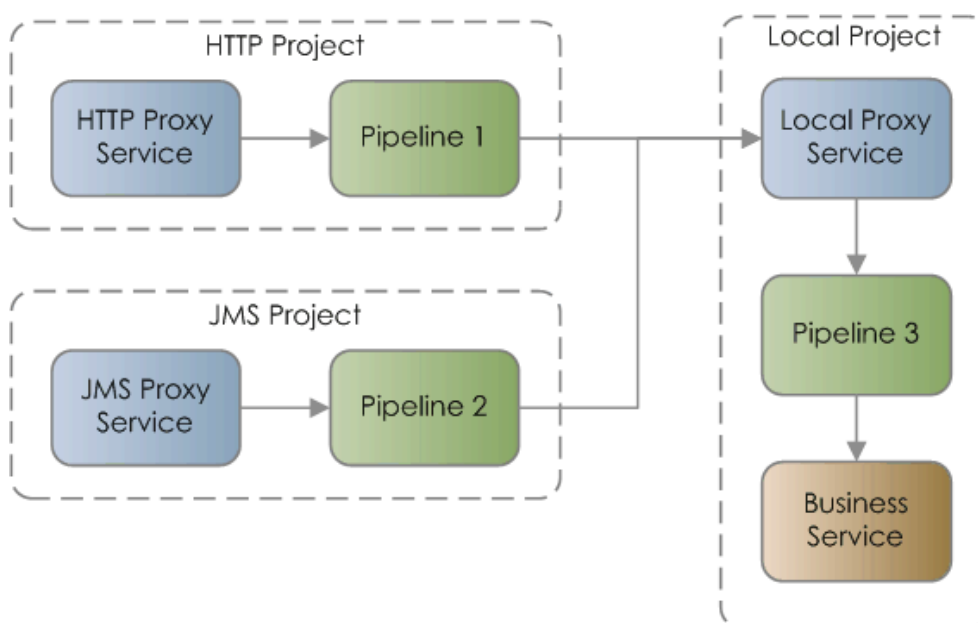 HTTP Project
HTTP Proxy
Service
Pipeline 1
JMS Project
JMS Proxy
Service
Pipeline 2
Local Project
Local Proxy
Service
Pipeline 3
Business
Service